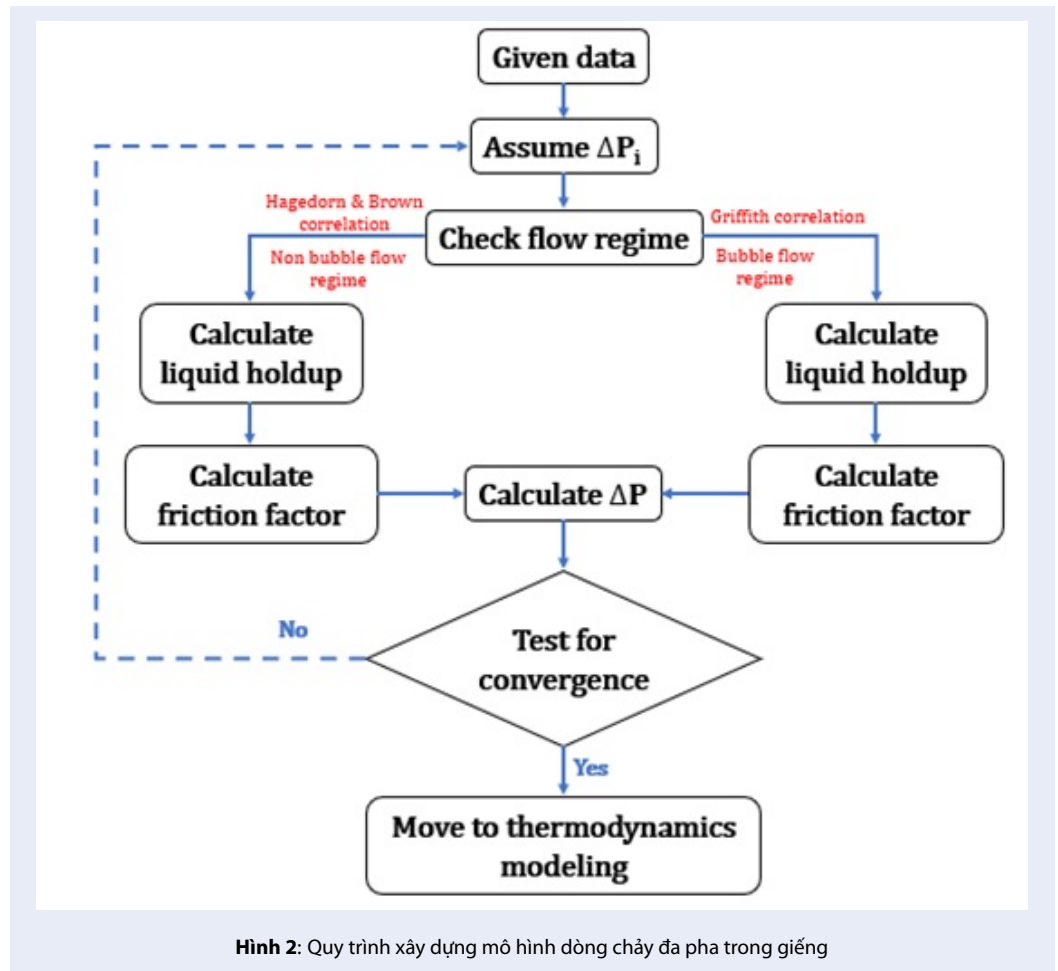 Given data
Assume ΔPi
Hagedorn & Brown
correlation
Non bubble flow
regime
Check flow regime
Griffith correlation
Bubble flow
regime
Calculate
liquid holdup
Calculate
liquid holdup
Calculate
friction factor
Calculate ΔP
Calculate
friction factor
No
Test for
convergence
Yes
Move to thermodynamics
modeling
Hình 2: Quy trình xây dựng mô hình dòng chảy đa pha trong giếng